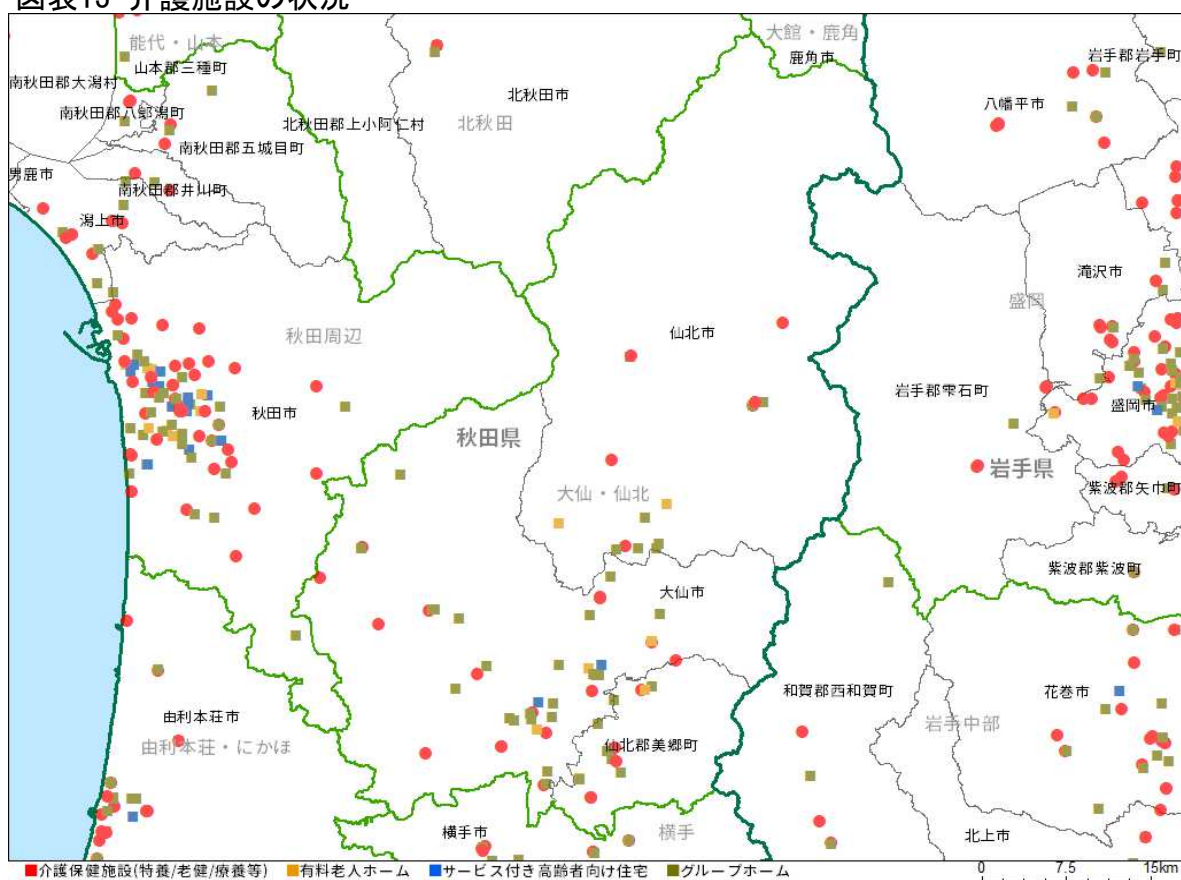 図表15 介護施設の状況
能代・山本
大館・鹿角
鹿角市
岩手郡岩手町
山本郡三種町
南秋田郡大潟村
北秋田市
八幡平市
南秋田郡八郎潟町
北秋田郡上小阿仁村
北秋田
南秋田郡五城目町
男鹿市
南秋田郡井川町
潟上市
滝沢市
盛岡
秋田周辺
仙北市
岩手郡雫石町
盛岡市
秋田市
秋田県
岩手県
大仙・仙北
紫波郡矢巾町
紫波郡紫波町
大仙市
和賀郡西和賀町
花巻市
由利本荘市
岩手中部
由利本荘・にかほ
仙北郡美郷町
横手市
横手
北上市
介護保健施設(特養/老健/療養等) 有料老人ホーム サービス付き高齢者向け住宅 グループホーム
0 7.5 15km